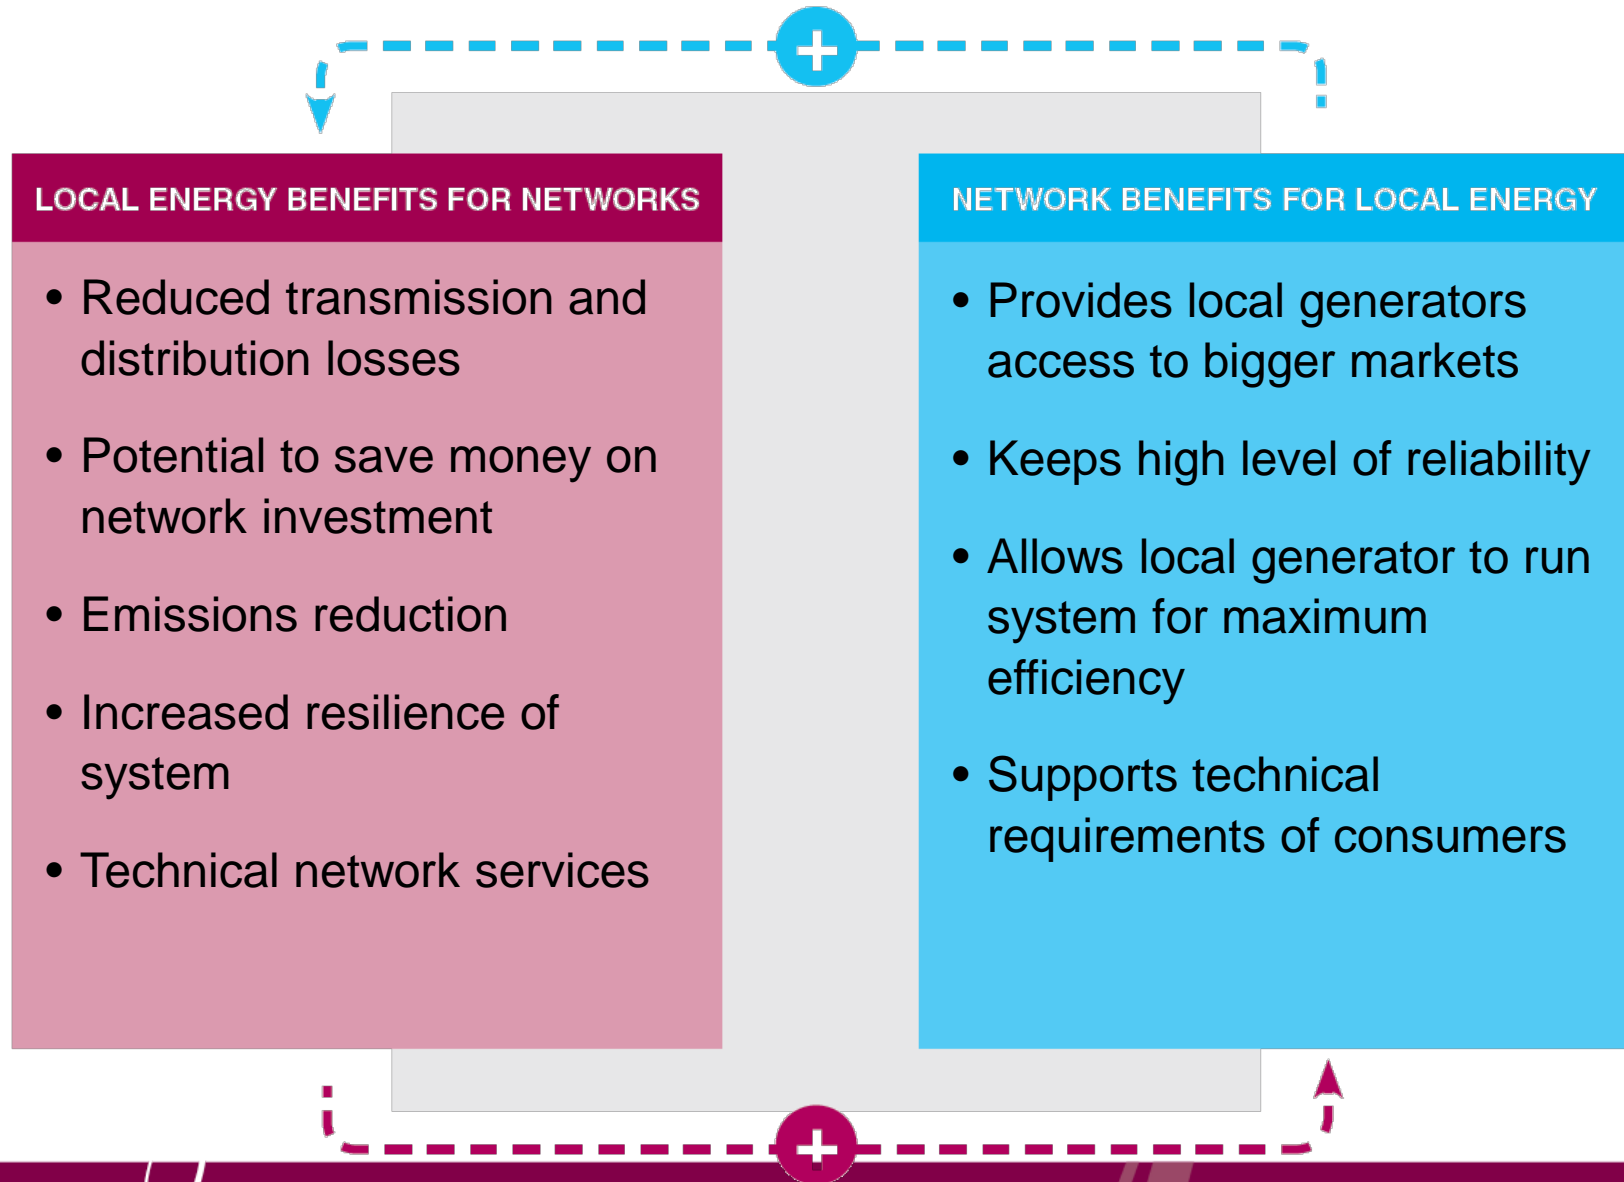 LOCAL ENERGY BENEFITS FOR NETWORKS
• Reduced transmission and
distribution losses
• Potential to save money on
network investment
• Emissions reduction
• Increased resilience of
system
• Technical network services
NETWORK BENEFITS FOR LOCAL ENERGY
• Provides local generators
access to bigger markets
• Keeps high level of reliability
• Allows local generator to run
system for maximum
efficiency
• Supports technical
requirements of consumers